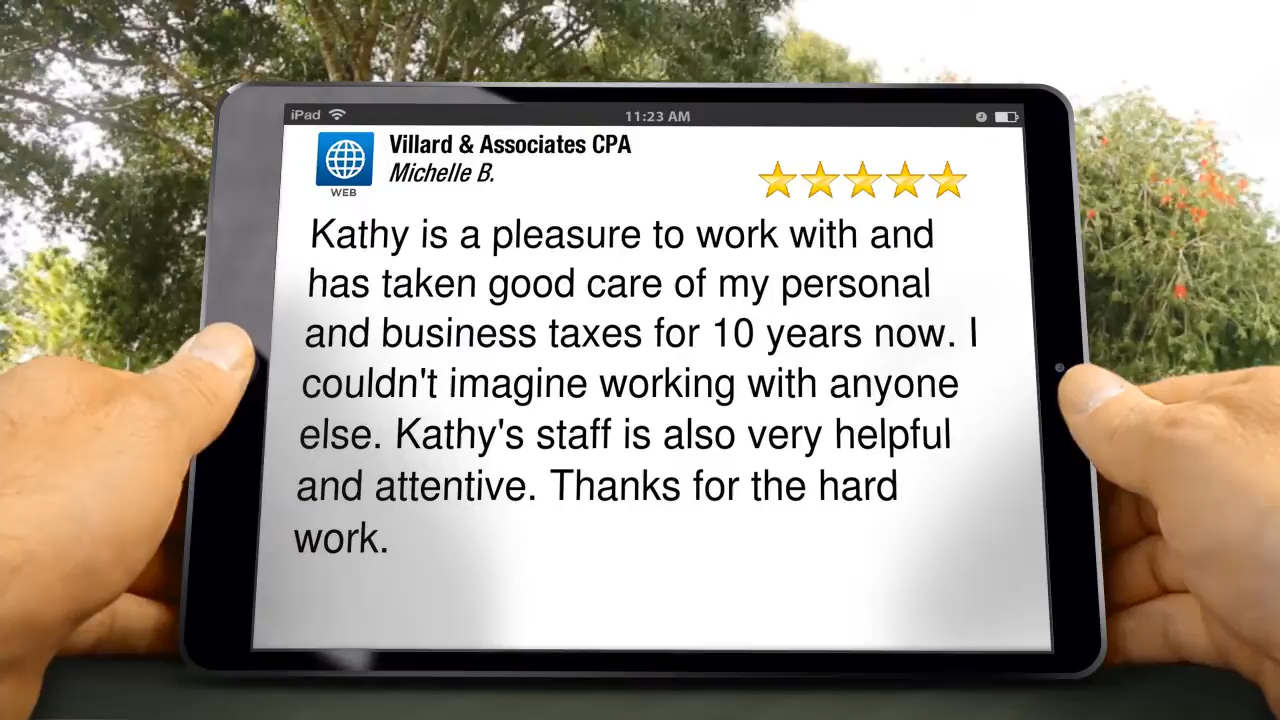 iPad 11:23 AM
Villard & Associates CPA
Michelle B.
WEB
Kathy is a pleasure to work with and
has taken good care of my personal
and business taxes for 10 years now. I
couldn't imagine working with anyone
else. Kathy's staff is also very helpful
and attentive. Thanks for the hard
work.